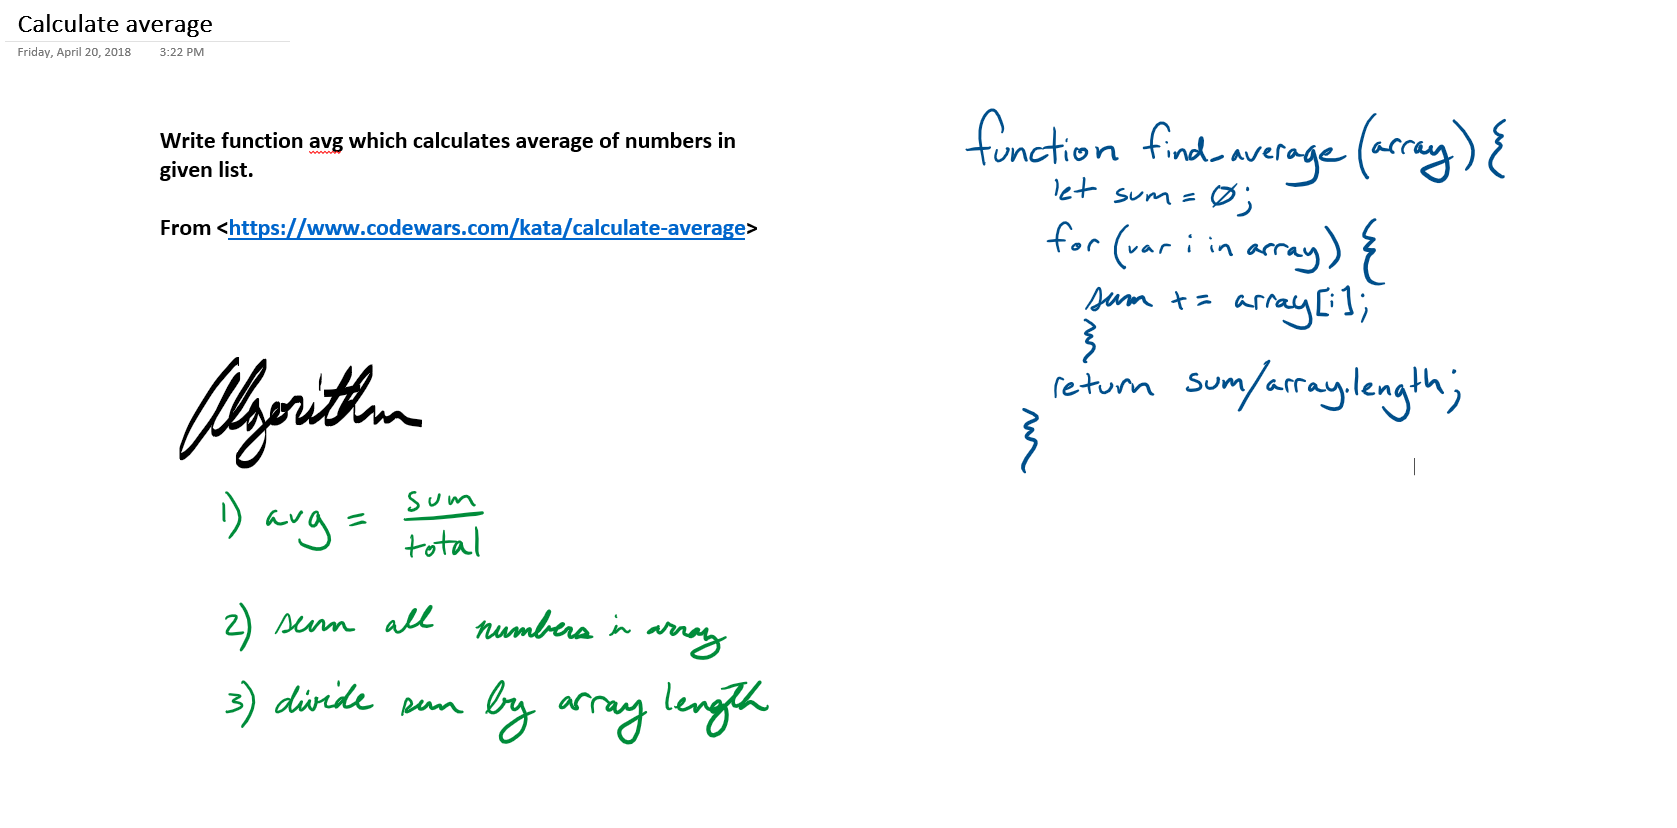 Calculate average
Friday, April 20, 2018 3:22 PM
Write function avg which calculates average of numbers in
given list.
From <https://www.codewars.com/kata/calculate-average>
Algorithm
1) avg = sum
total
2) sum all numbers in array
3) divide sum by array length
function find_average (array) {
let sum = 0;
for (var i in array) {
sum += array[i];
}
return sum/array.length;
}